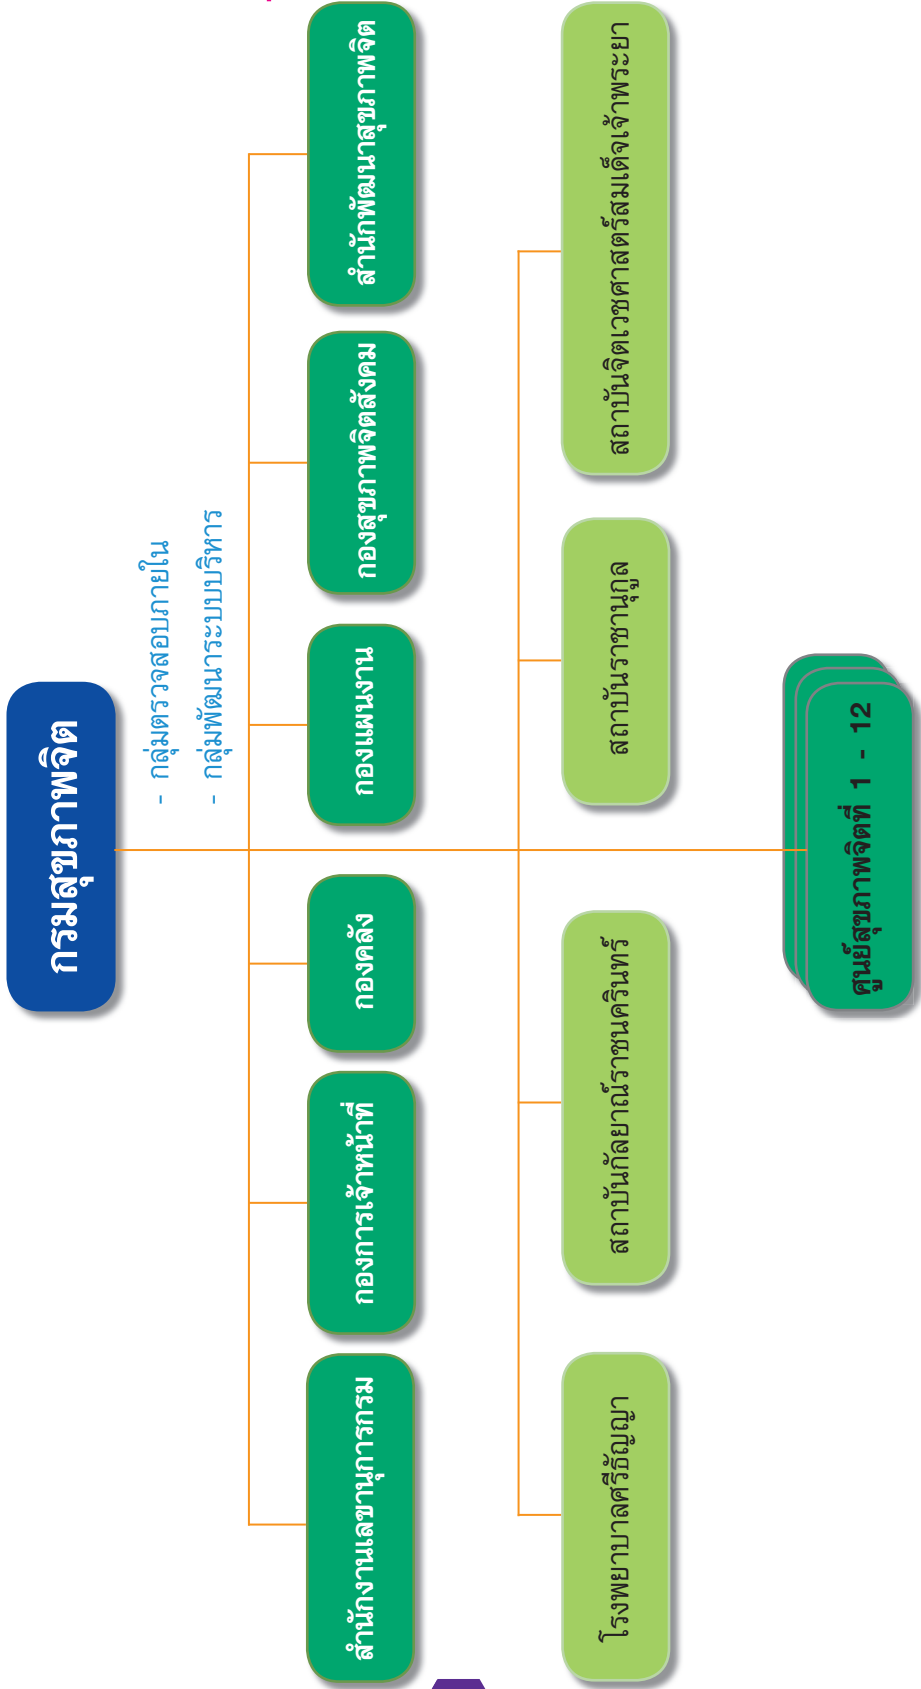 กรมสุขภาพจิต
- กลุ่มตรวจสอบภายใน
- กลุ่มพัฒนาระบบบริหาร
สำนักงานเลขานุการกรม
กองการเจ้าหน้าที่
กองคลัง
กองแผนงาน
กองสุขภาพจิตสังคม
สำนักพัฒนาสุขภาพจิต
โรงพยาบาลศรีธัญญา
สถาบันกัลยาณ์ราชนครินทร์
สถาบันราชานุกูล
สถาบันจิตเวชศาสตร์สมเด็จเจ้าพระยา
ศูนย์สุขภาพจิตที่ 1 - 12